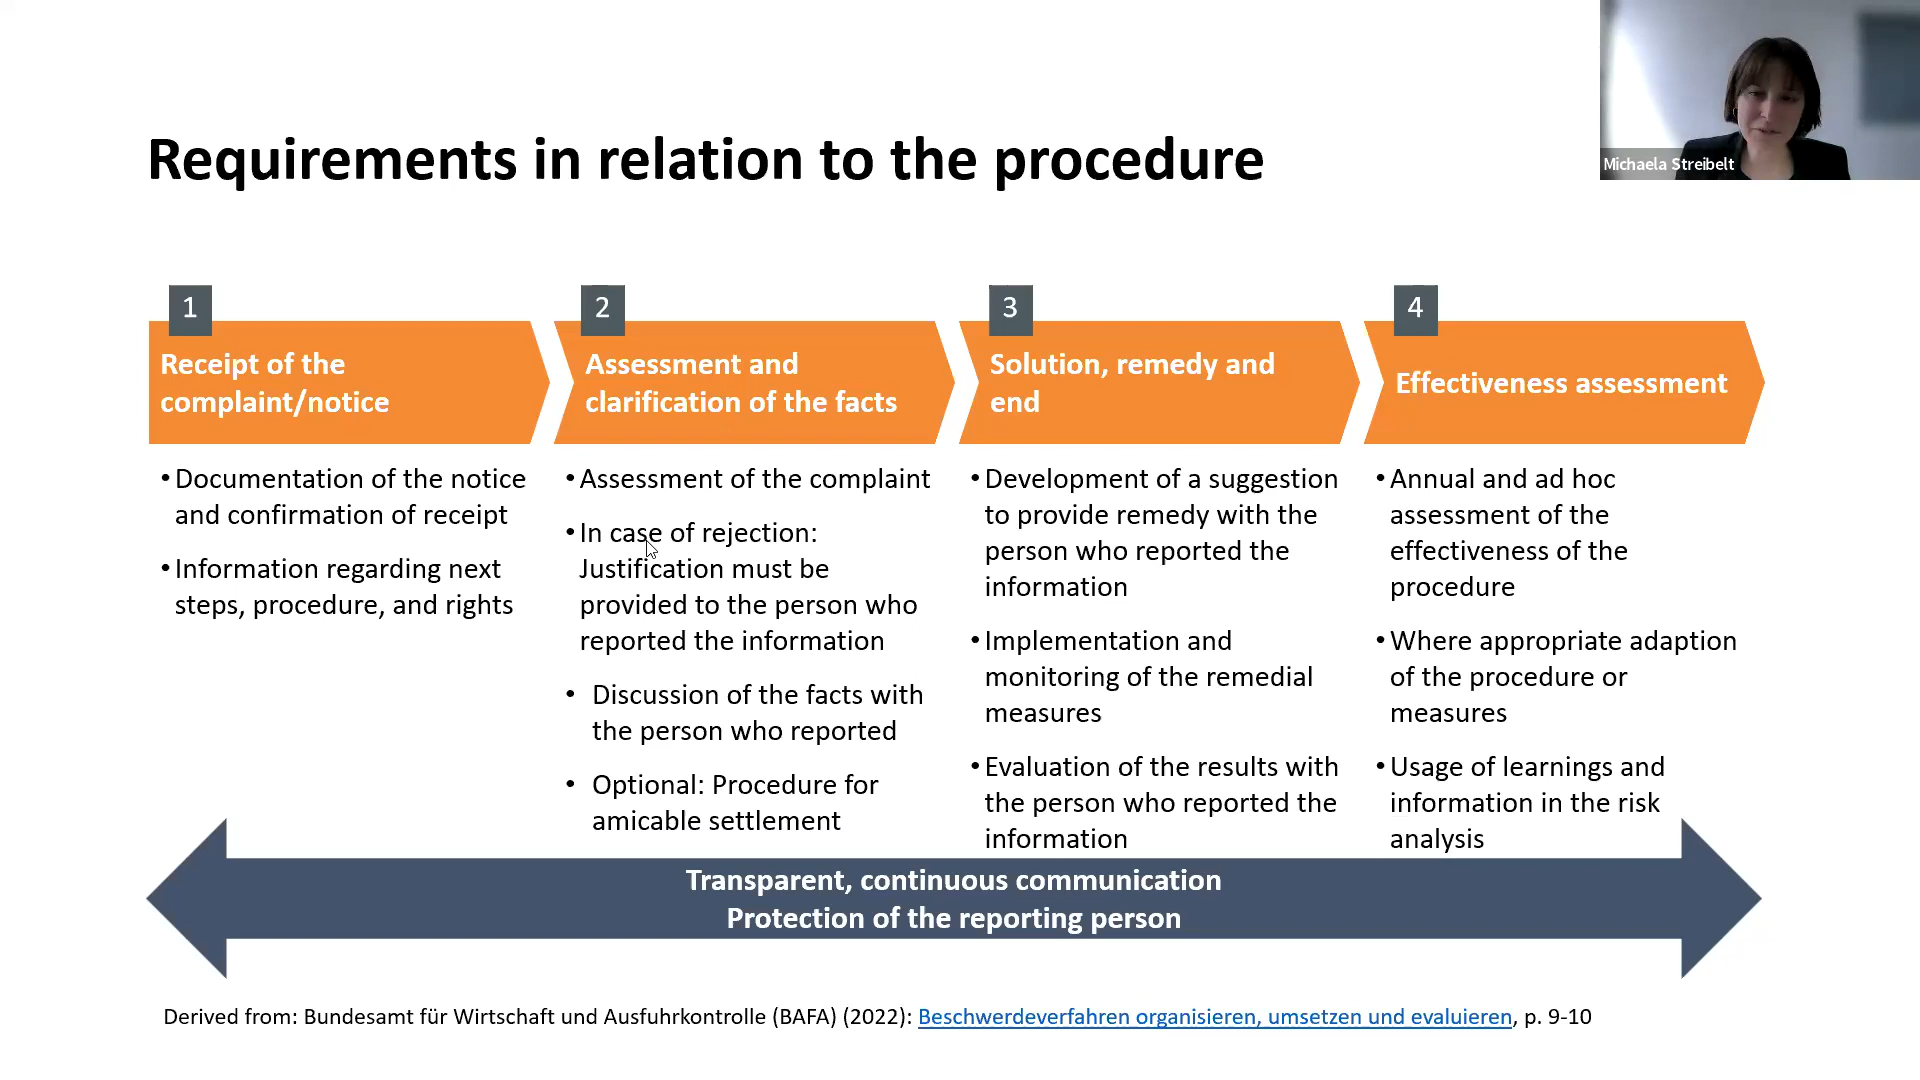 Michaela Streibelt
Requirements in relation to the procedure
1
Receipt of the
complaint/notice
•Documentation of the notice
and confirmation of receipt
•Information regarding next
steps, procedure, and rights
2
Assessment and
clarification of the facts
•Assessment of the complaint
•In case of rejection:
Justification must be
provided to the person who
reported the information
• Discussion of the facts with
the person who reported
• Optional: Procedure for
amicable settlement
3
Solution, remedy and
end
•Development of a suggestion
to provide remedy with the
person who reported the
information
•Implementation and
monitoring of the remedial
measures
•Evaluation of the results with
the person who reported the
information
4
Effectiveness assessment
•Annual and ad hoc
assessment of the
effectiveness of the
procedure
•Where appropriate adaption
of the procedure or
measures
•Usage of learnings and
information in the risk
analysis
Transparent, continuous communication
Protection of the reporting person
Derived from: Bundesamt für Wirtschaft und Ausfuhrkontrolle (BAFA) (2022): Beschwerdeverfahren organisieren, umsetzen und evaluieren, p. 9-10